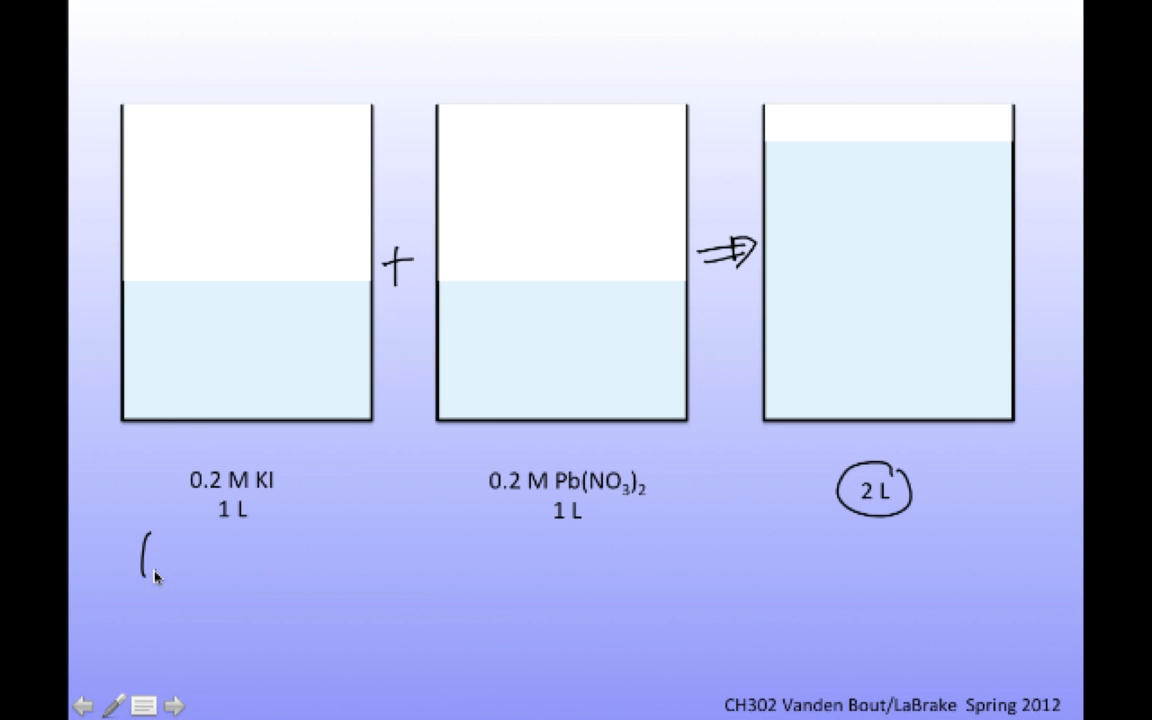 +
⇒
0.2 M KI
1 L
0.2 M Pb(NO₃)₂
1 L
2 L
(
CH302 Vanden Bout/LaBrake Spring 2012